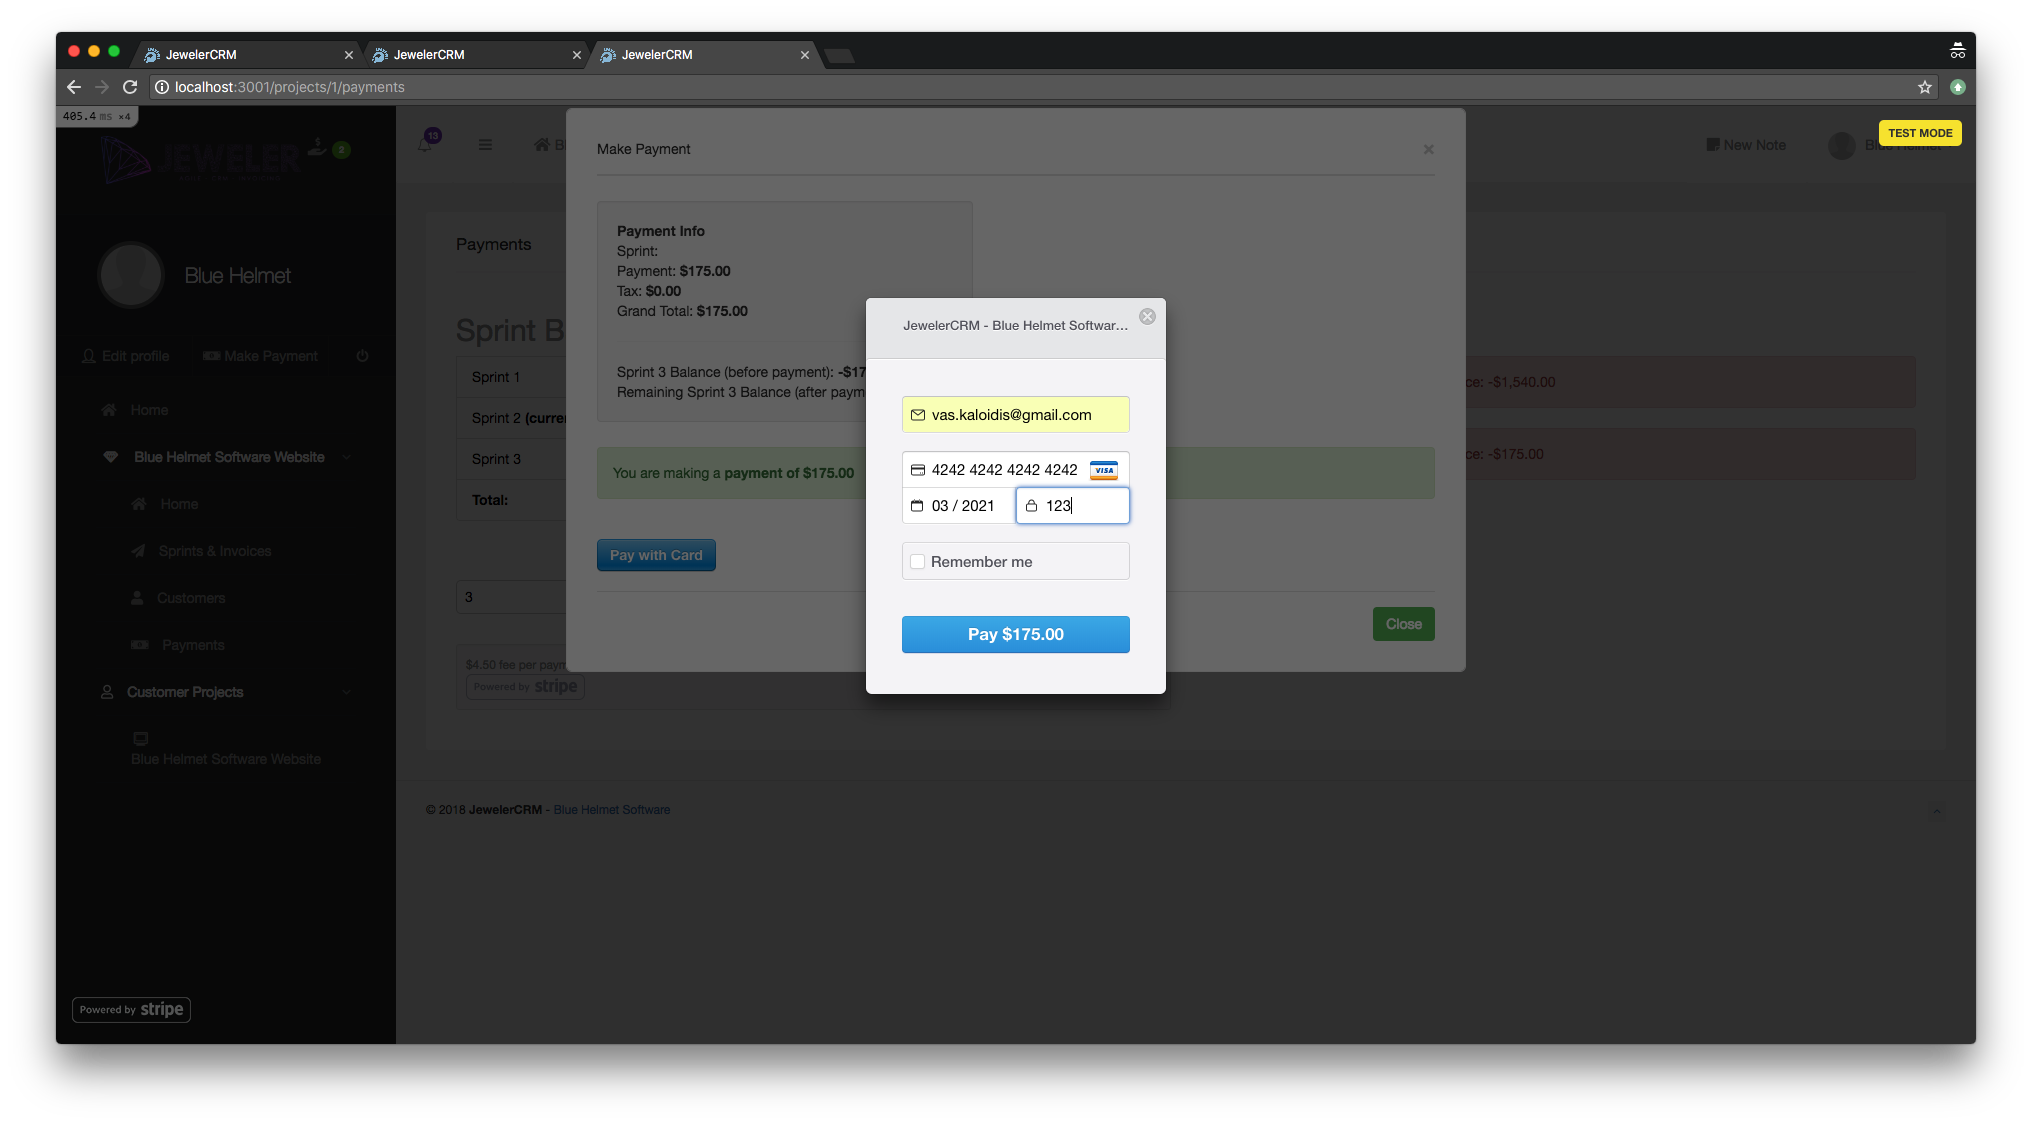 JewelerCRM
JewelerCRM
JewelerCRM
localhost:3001/projects/1/payments
405.4 ms ×4
JEWELER
2
13
New Note
TEST MODE
Blue Helmet
Edit profile
Make Payment
Home
Blue Helmet Software Website
Home
Sprints & Invoices
Customers
Payments
Customer Projects
Blue Helmet Software Website
Powered by stripe
Payments
Sprint B
Sprint 1
Sprint 2 (curre
Sprint 3
Total:
3
$4.50 fee per paym
Powered by stripe
ce: -$1,540.00
ce: -$175.00
© 2016 JewelerCRM - Blue Helmet Software
Make Payment
×
Payment Info
Sprint:
Payment: $175.00
Tax: $0.00
Grand Total: $175.00
Sprint 3 Balance (before payment): -$17
Remaining Sprint 3 Balance (after paym
You are making a payment of $175.00
Pay with Card
Close
JewelerCRM - Blue Helmet Softwar...
vas.kaloidis@gmail.com
4242 4242 4242 4242 VISA
03 / 2021
123
Remember me
Pay $175.00